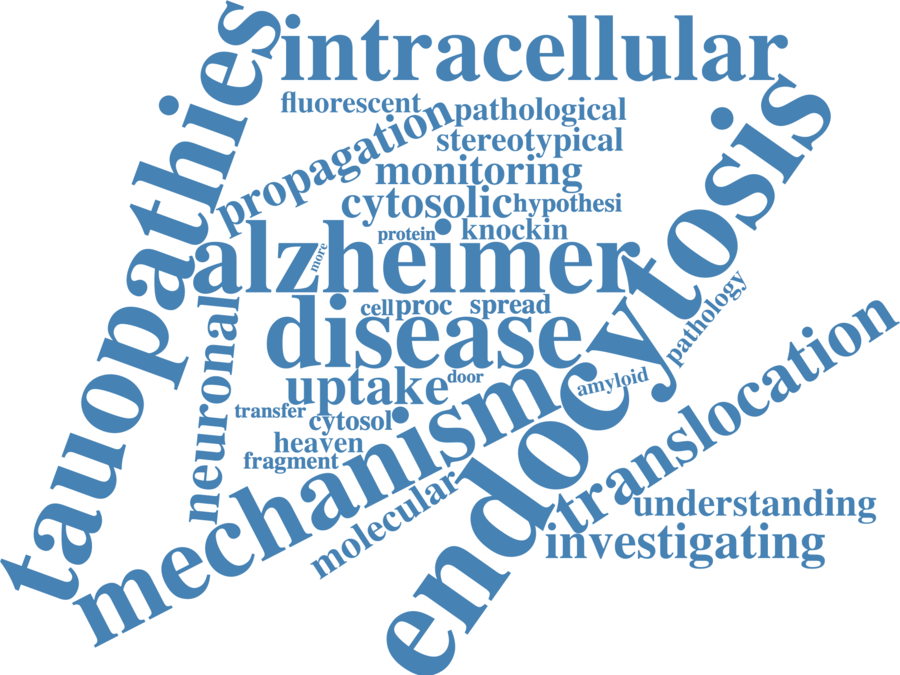 tauopathies
intracellular
fluorescent
pathological
propagation
stereotypical
monitoring
cytosolic
hypothesi
protein
knockin
more
alzheimer
endocytosis
neuronal
cell
proc
spread
disease
pathology
uptake
door
amyloid
transfer
cytosol
heaven
fragment
mechanism
molecular
translocation
understanding
investigating